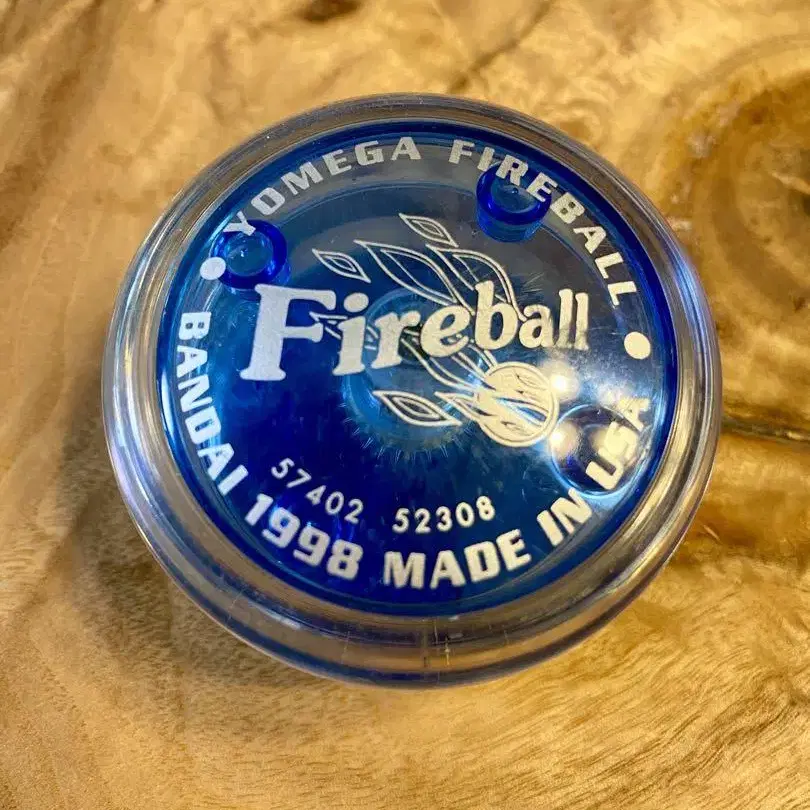 YOMEGA FIREBALL
Fireball
57402 52308
• BANDAI 1998 MADE IN USA •